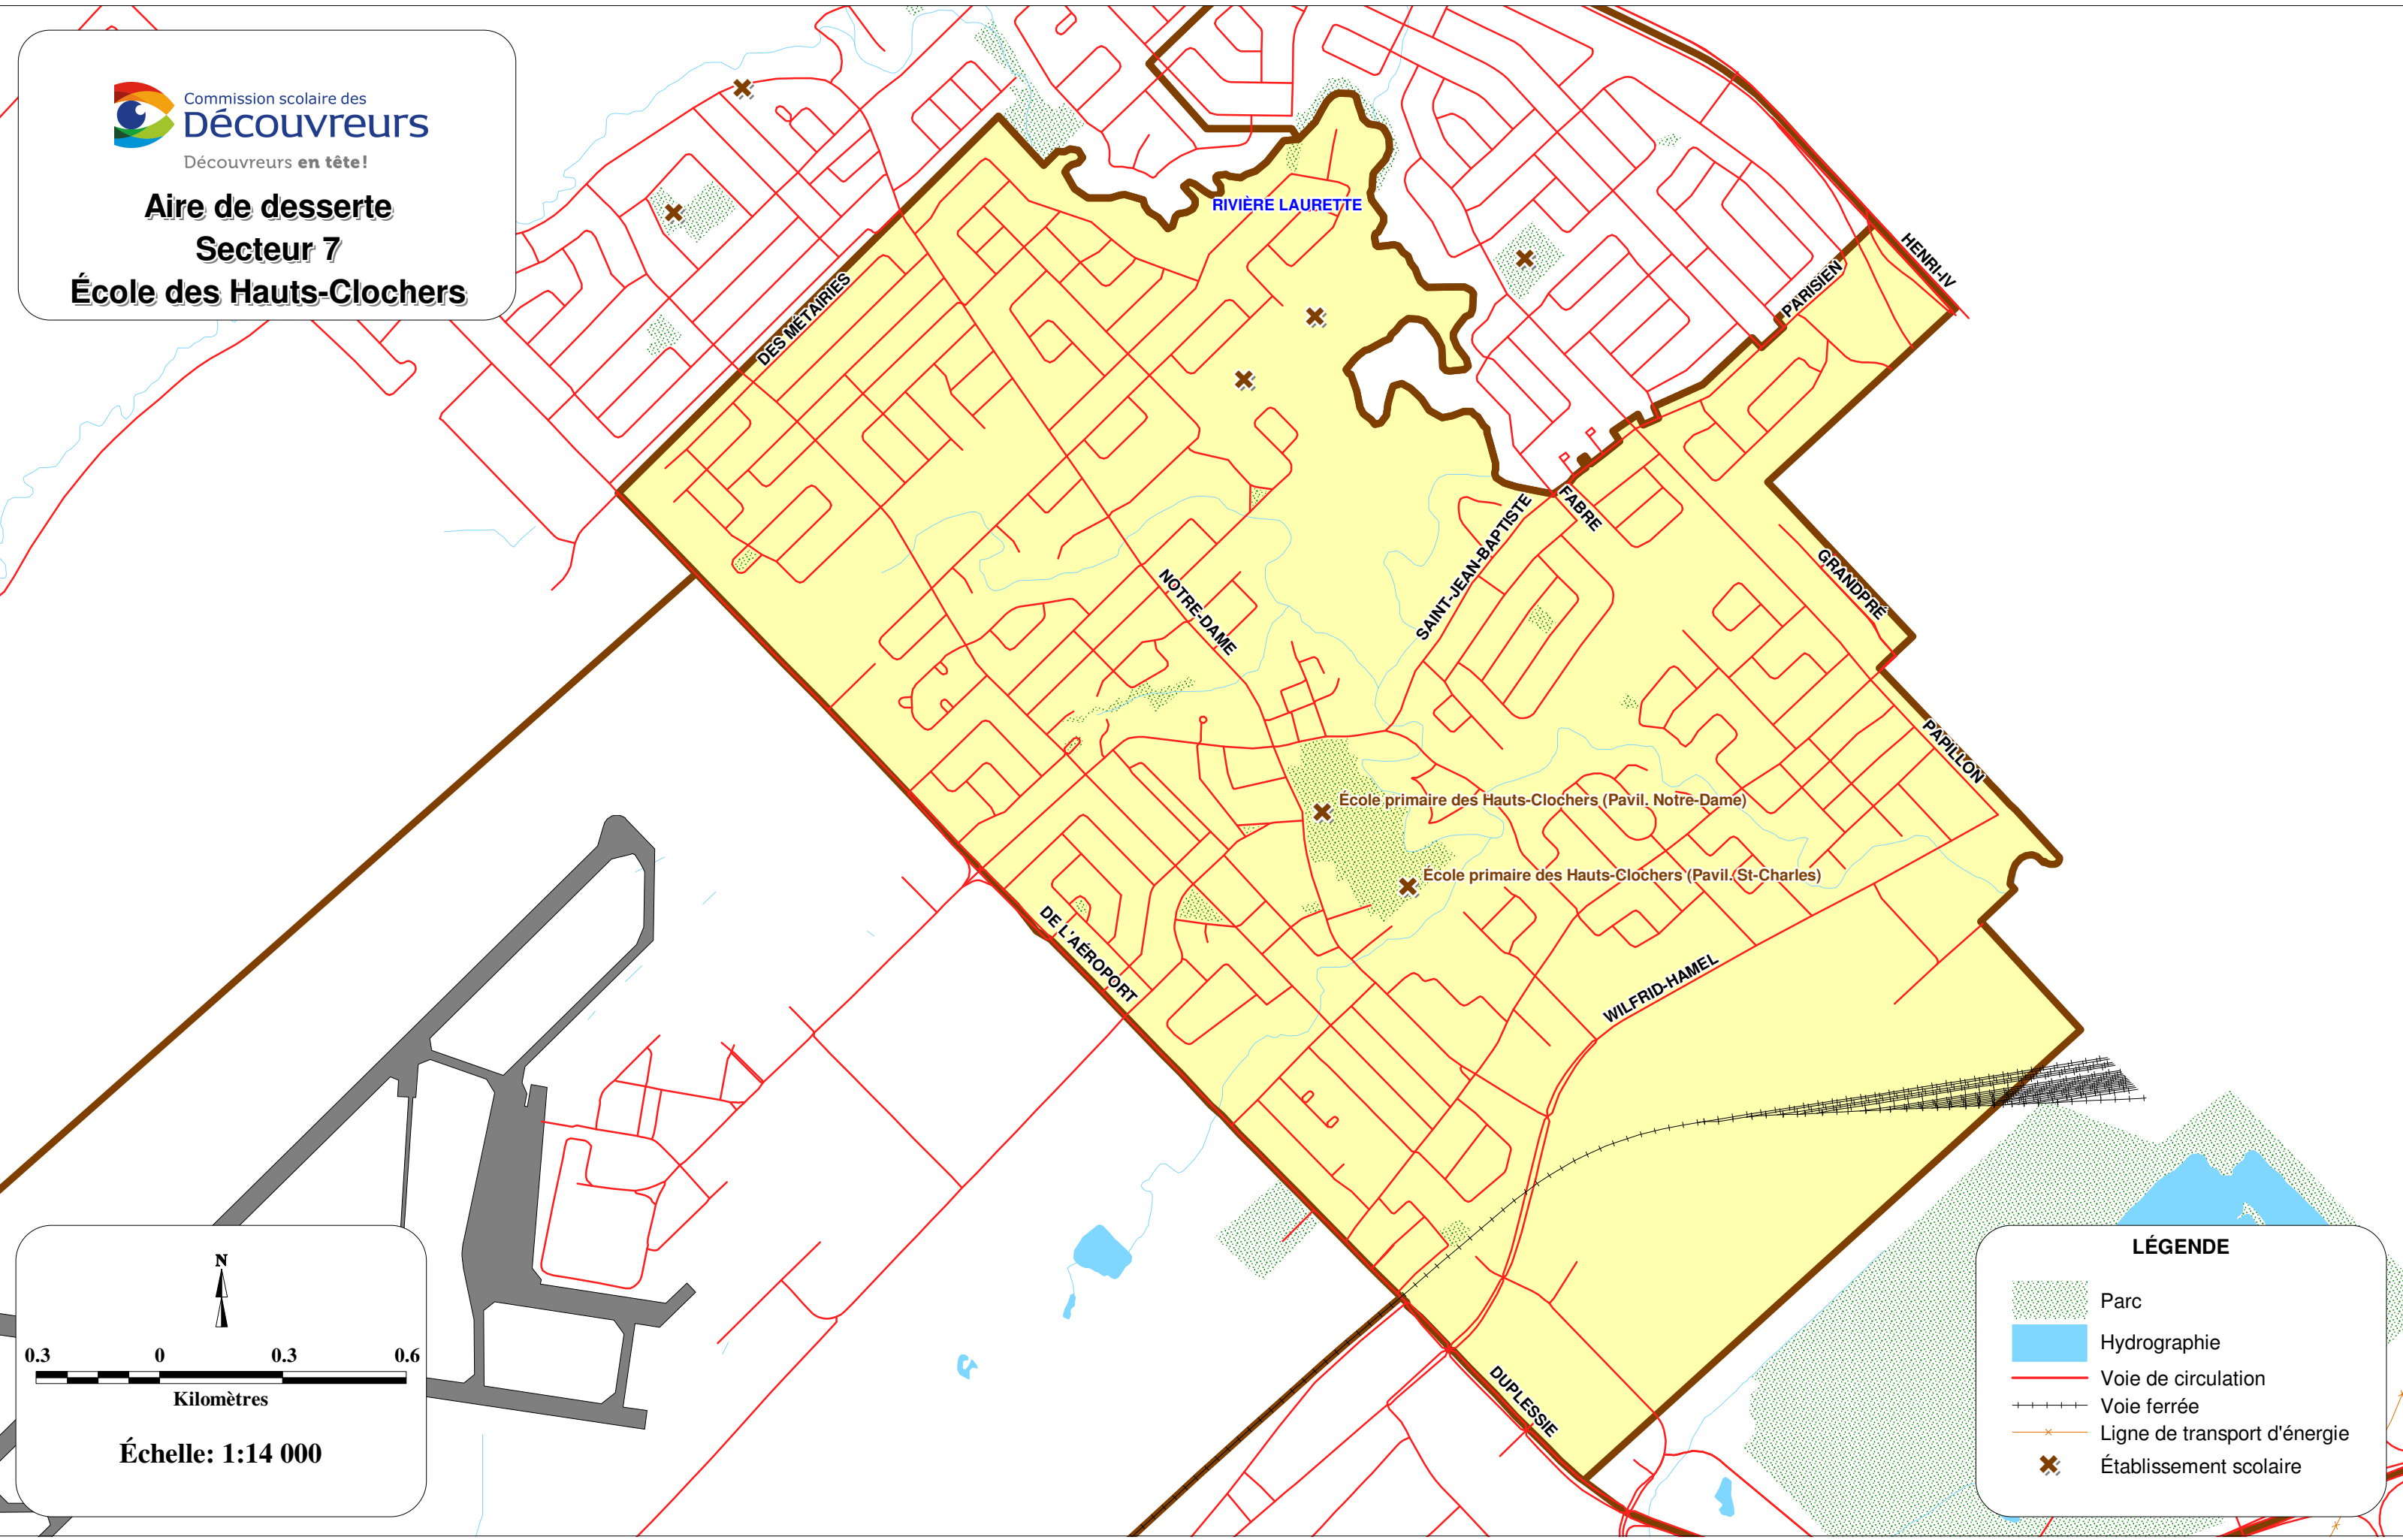 Commission scolaire des
Découvreurs
Découvreurs en tête!
Aire de desserte
Secteur 7
École des Hauts-Clochers
RIVIÈRE LAURETTE
HENRI-IV
PARISIEN
DES MÉTAIRIES
FABRE
SAINT-JEAN-BAPTISTE
GRANDPRÉ
NOTRE-DAME
PAPILLON
École primaire des Hauts-Clochers (Pavil. Notre-Dame)
École primaire des Hauts-Clochers (Pavil. St-Charles)
DE L'AÉROPORT
WILFRID-HAMEL
DUPLESSIE
N
0.3 0 0.3 0.6
Kilomètres
Échelle: 1:14 000
LÉGENDE
Parc
Hydrographie
Voie de circulation
Voie ferrée
Ligne de transport d'énergie
Établissement scolaire